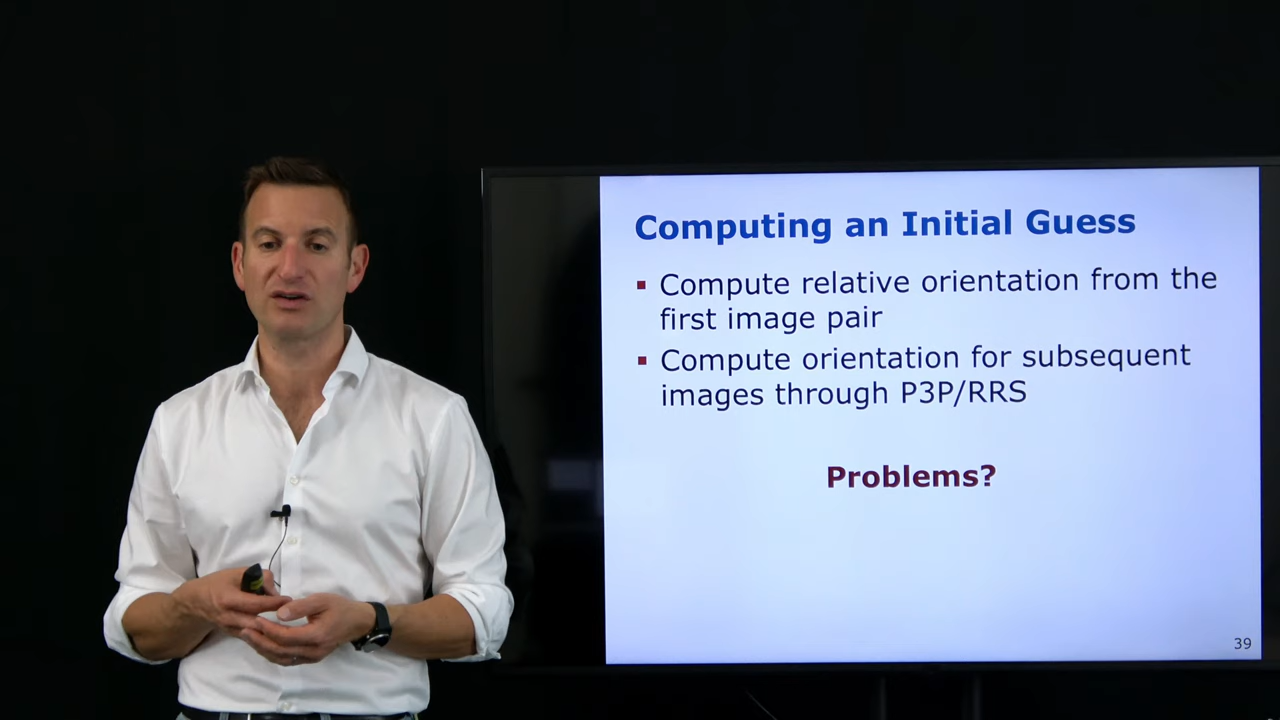 Computing an Initial Guess
▪ Compute relative orientation from the
first image pair
▪ Compute orientation for subsequent
images through P3P/RRS
Problems?
39